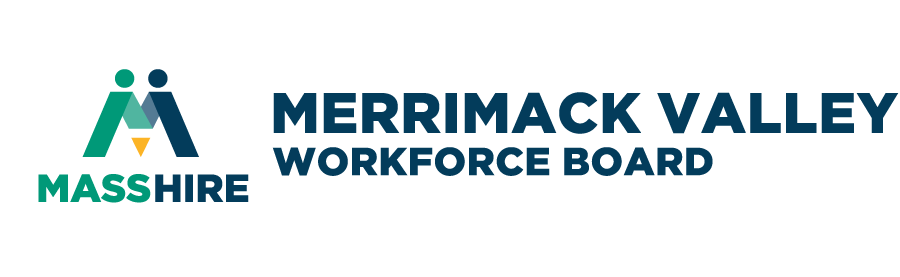 MERRIMACK VALLEY
WORKFORCE BOARD
MASSHIRE